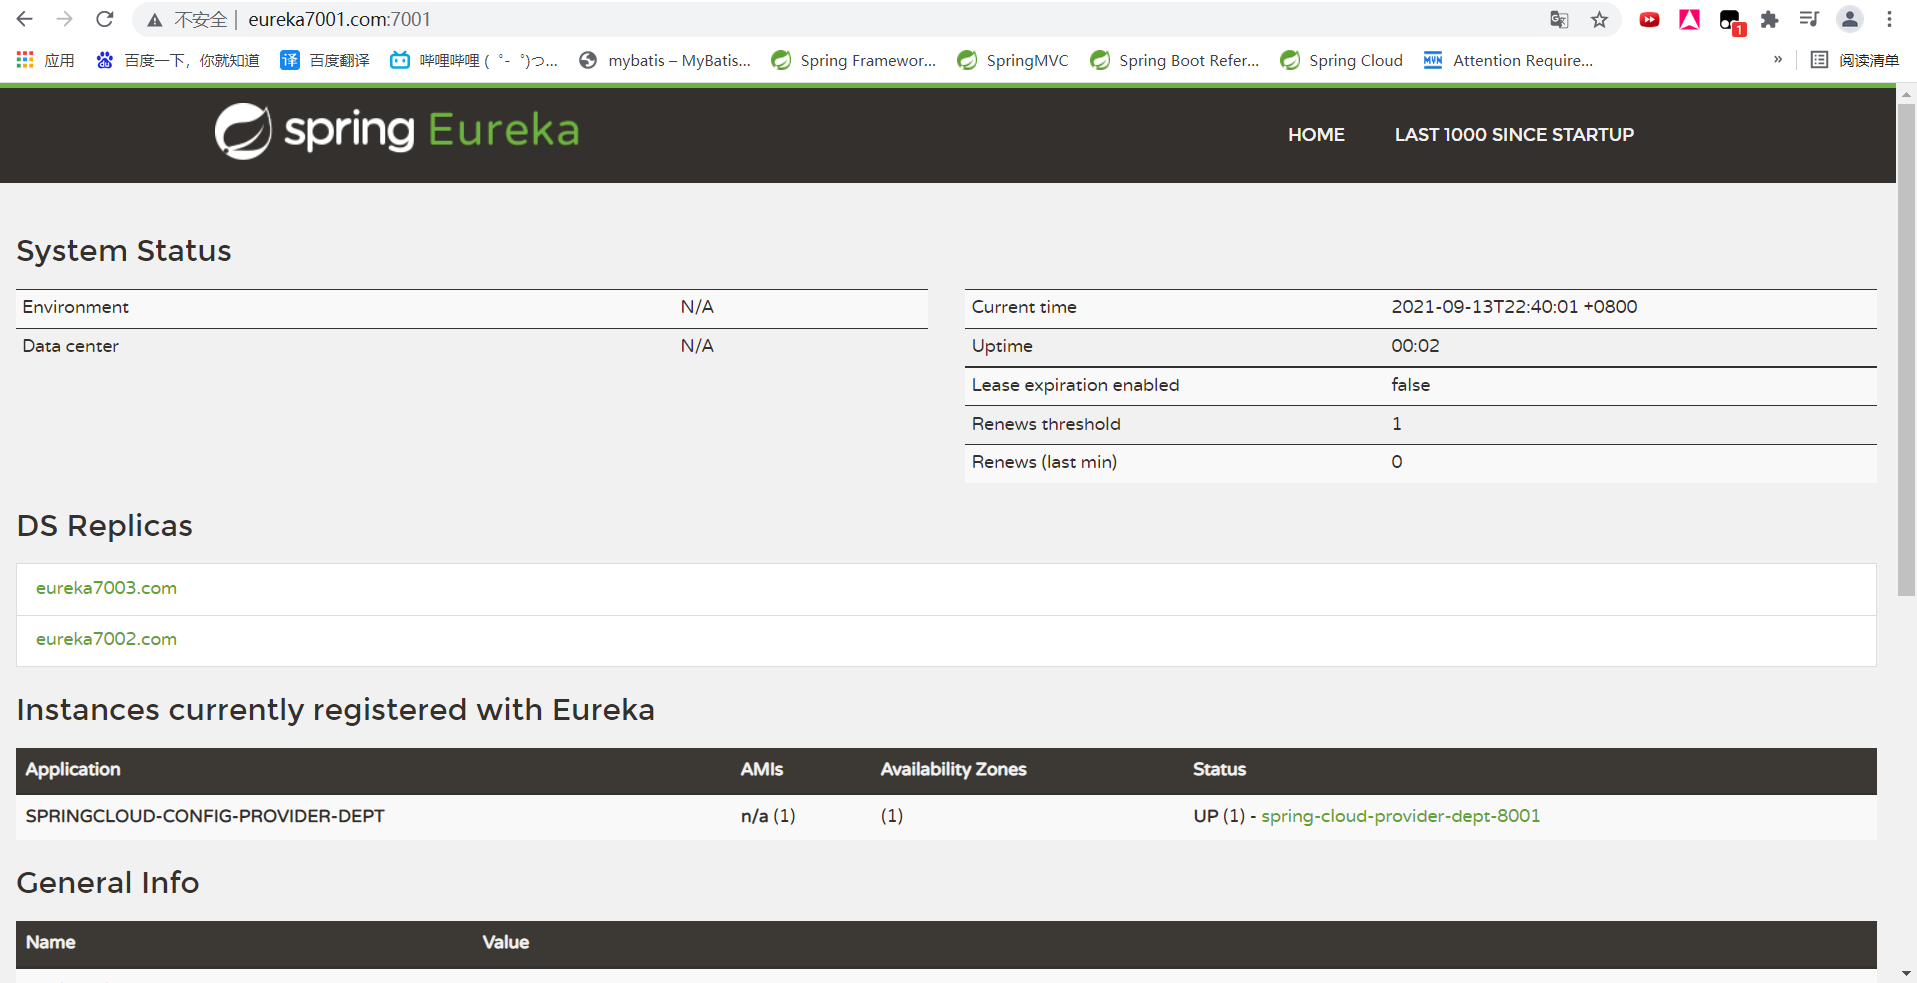 不安全 | eureka7001.com:7001
1
应用 百度一下，你就知道 百度翻译 哔哩哔哩 ( ゜- ゜)つ... mybatis – MyBatis... Spring Framewor... SpringMVC Spring Boot Refer... Spring Cloud Attention Require... » 阅读清单
spring Eureka HOME LAST 1000 SINCE STARTUP
System Status
Environment N/A
Data center N/A
Current time 2021-09-13T22:40:01 +0800
Uptime 00:02
Lease expiration enabled false
Renews threshold 1
Renews (last min) 0
DS Replicas
eureka7003.com
eureka7002.com
Instances currently registered with Eureka
Application AMIs Availability Zones Status
SPRINGCLOUD-CONFIG-PROVIDER-DEPT n/a (1) (1) UP (1) - spring-cloud-provider-dept-8001
General Info
Name Value